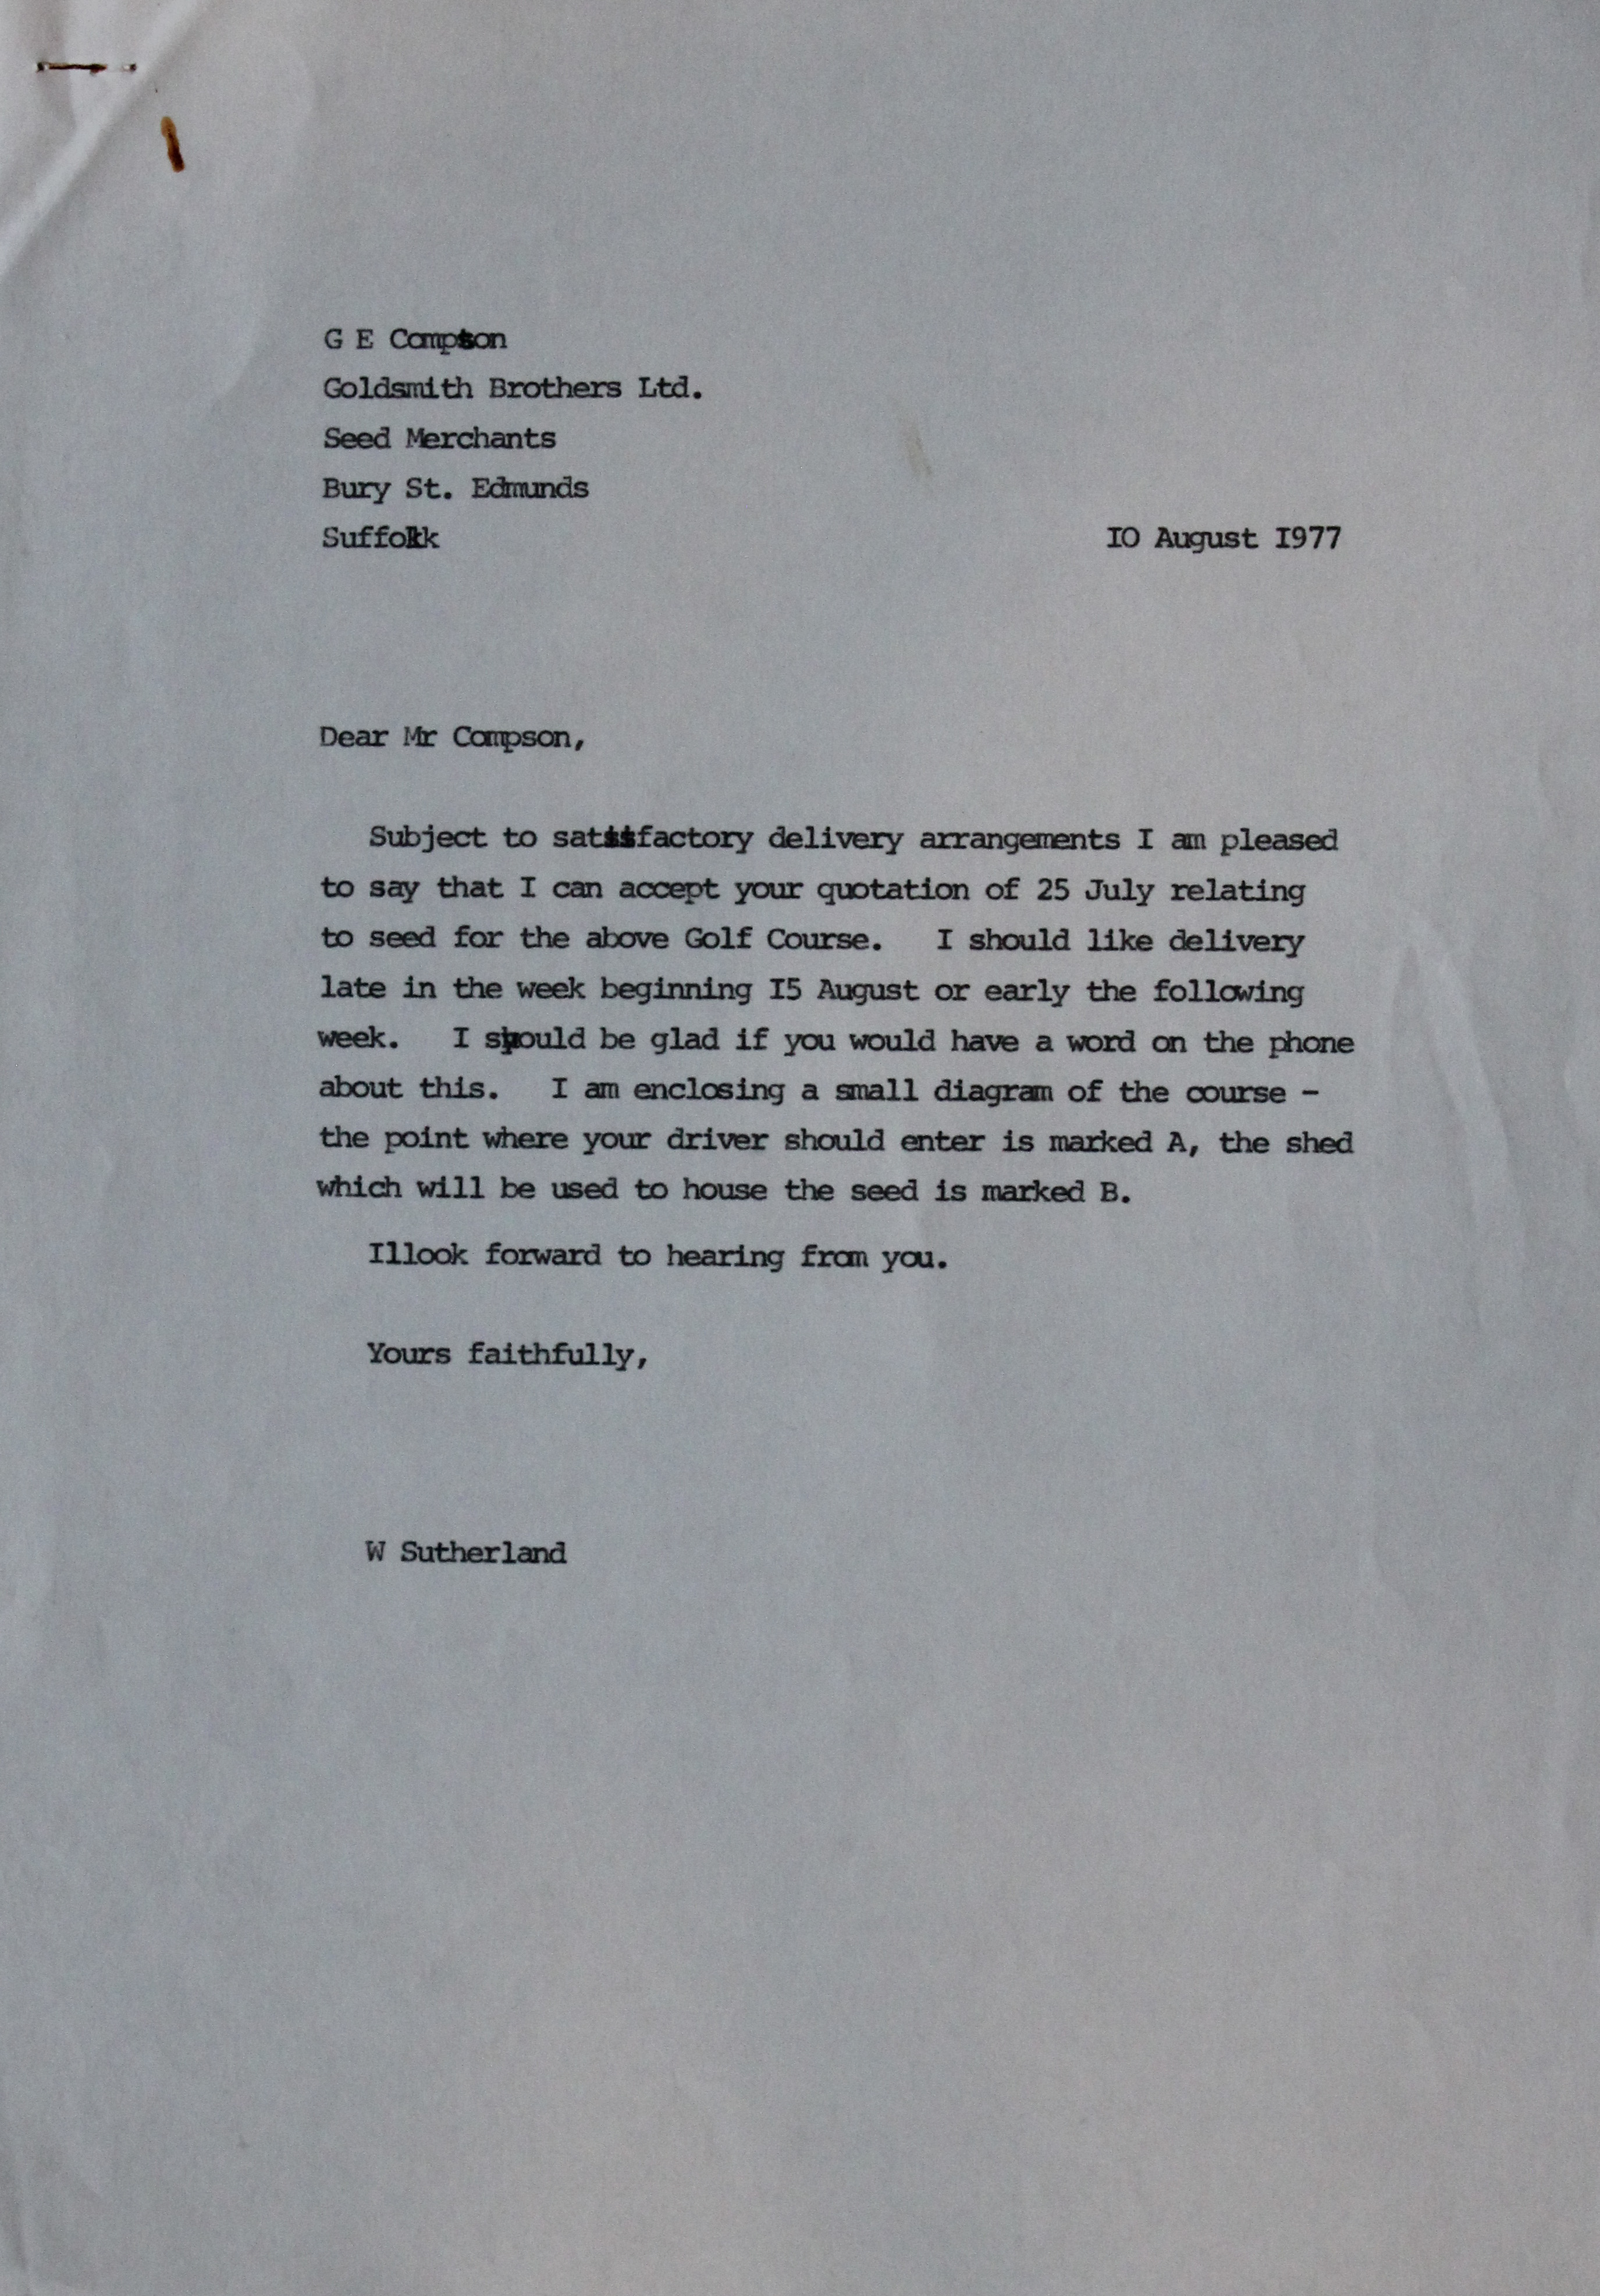 G E Compson
Goldsmith Brothers Ltd.
Seed Merchants
Bury St. Edmunds
Suffolk
IO August I977
Dear Mr Compson,
Subject to satisfactory delivery arrangements I am pleased
to say that I can accept your quotation of 25 July relating
to seed for the above Golf Course. I should like delivery
late in the week beginning I5 August or early the following
week. I should be glad if you would have a word on the phone
about this. I am enclosing a small diagram of the course -
the point where your driver should enter is marked A, the shed
which will be used to house the seed is marked B.
Illook forward to hearing from you.
Yours faithfully,
W Sutherland